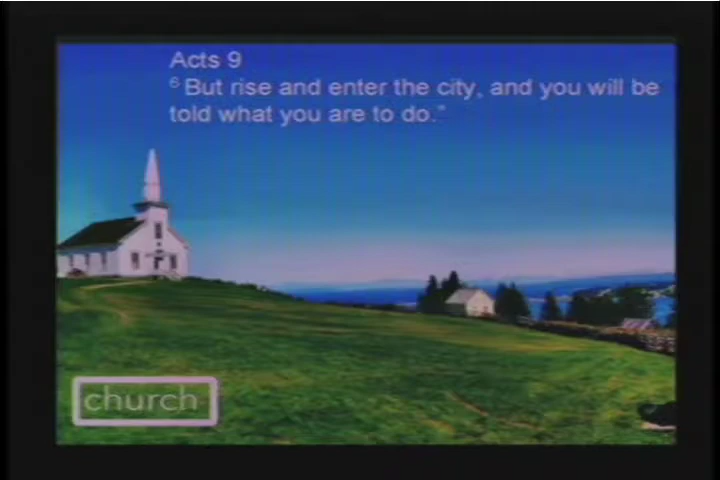 Acts 9
6 But rise and enter the city, and you will be
told what you are to do."
church